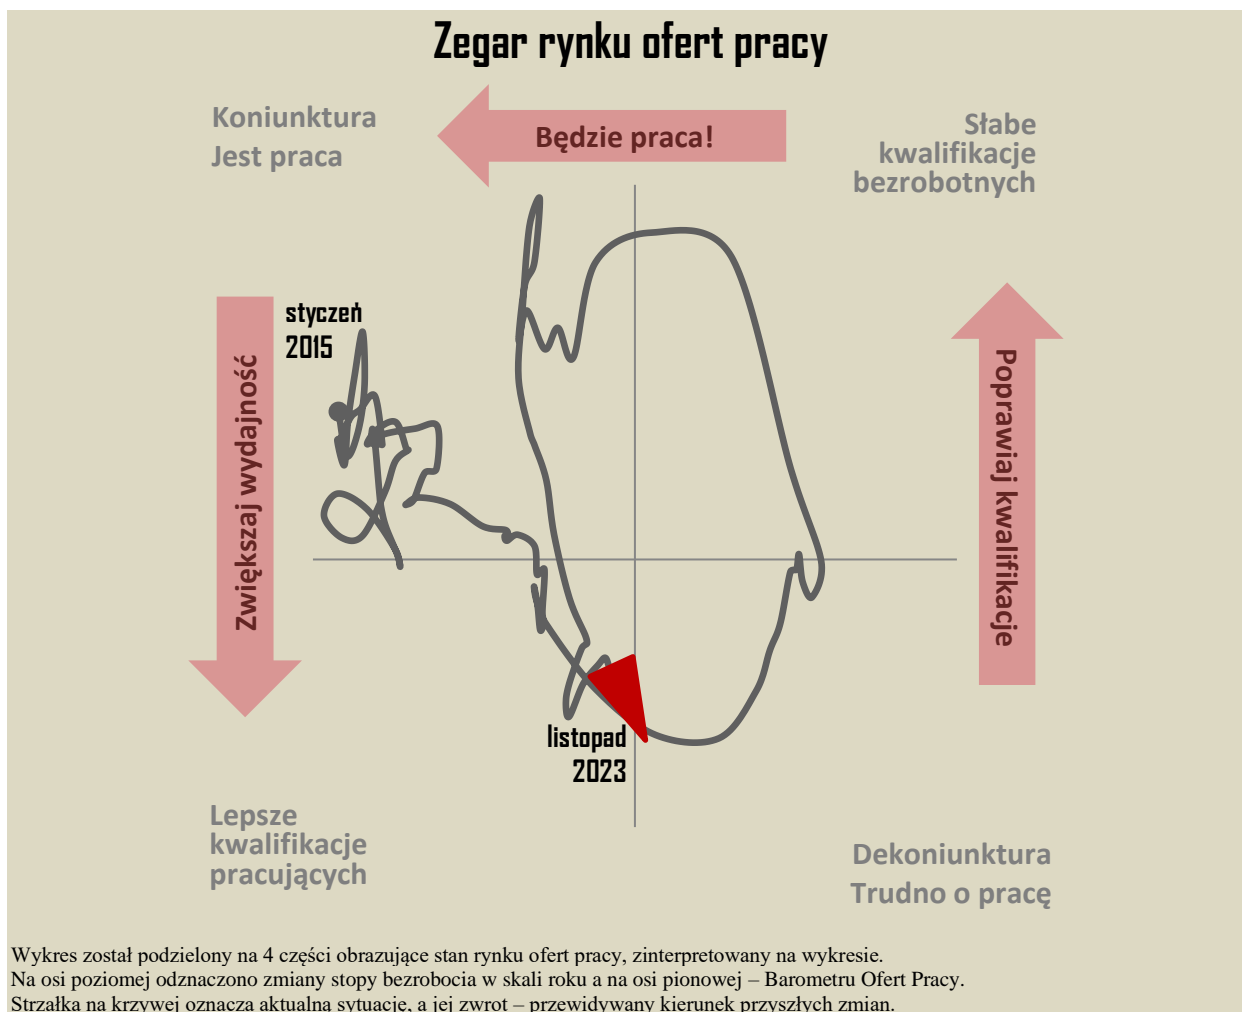 Zegar rynku ofert pracy
Koniunktura
Jest praca
Będzie praca!
Słabe
kwalifikacje
bezrobotnych
styczeń
2015
Zwiększaj wydajność
Poprawiaj kwalifikacje
listopad
2023
Lepsze
kwalifikacje
pracujących
Dekoniunktura
Trudno o pracę
Wykres został podzielony na 4 części obrazujące stan rynku ofert pracy, zinterpretowany na wykresie.
Na osi poziomej odznaczono zmiany stopy bezrobocia w skali roku a na osi pionowej – Barometru Ofert Pracy.
Strzałka na krzywej oznacza aktualną sytuację, a jej zwrot – przewidywany kierunek przyszłych zmian.